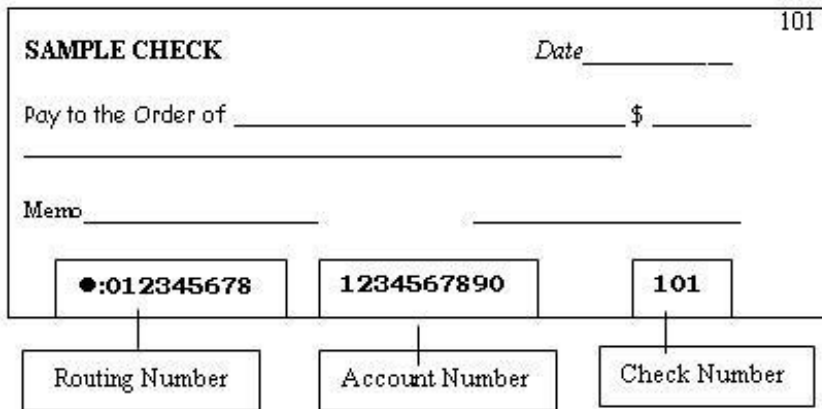 101
SAMPLE CHECK Date
Pay to the Order of $
Memo
●:012345678 1234567890 101
Routing Number Account Number Check Number